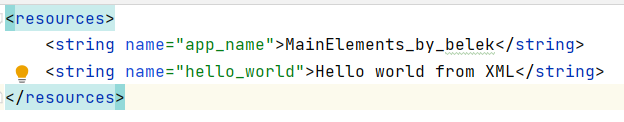 <resources>
    <string name="app_name">MainElements_by_belek</string>
    <string name="hello_world">Hello world from XML</string>
</resources>